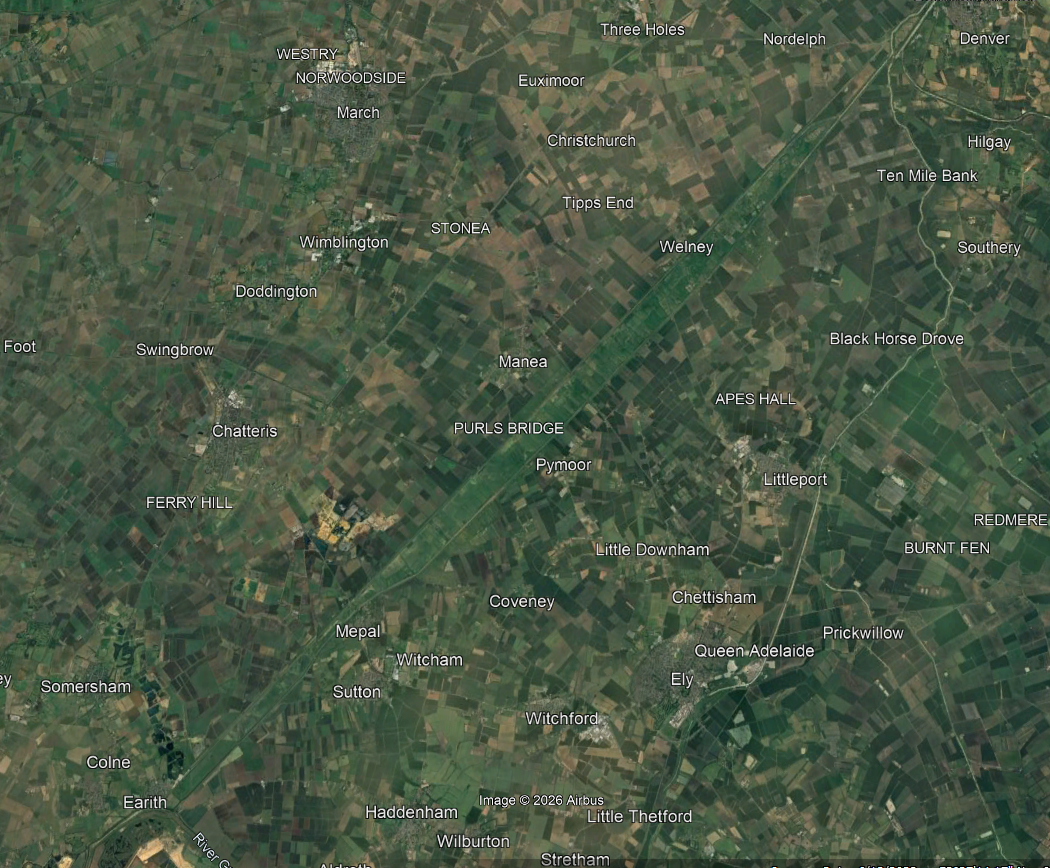 Three Holes
Nordelph
Denver
WESTRY
NORWOODSIDE
Euximoor
March
Christchurch
Hilgay
Ten Mile Bank
Tipps End
STONEA
Wimblington
Welney
Southery
Doddington
Foot
Swingbrow
Black Horse Drove
Manea
APES HALL
Chatteris
PURLS BRIDGE
Pymoor
Littleport
FERRY HILL
REDMERE
Little Downham
BURNT FEN
Coveney
Chettisham
Mepal
Prickwillow
Queen Adelaide
Witcham
ey
Somersham
Sutton
Ely
Witchford
Colne
Earith
Image © 2026 Airbus
Haddenham
Little Thetford
River G
Wilburton
Stretham